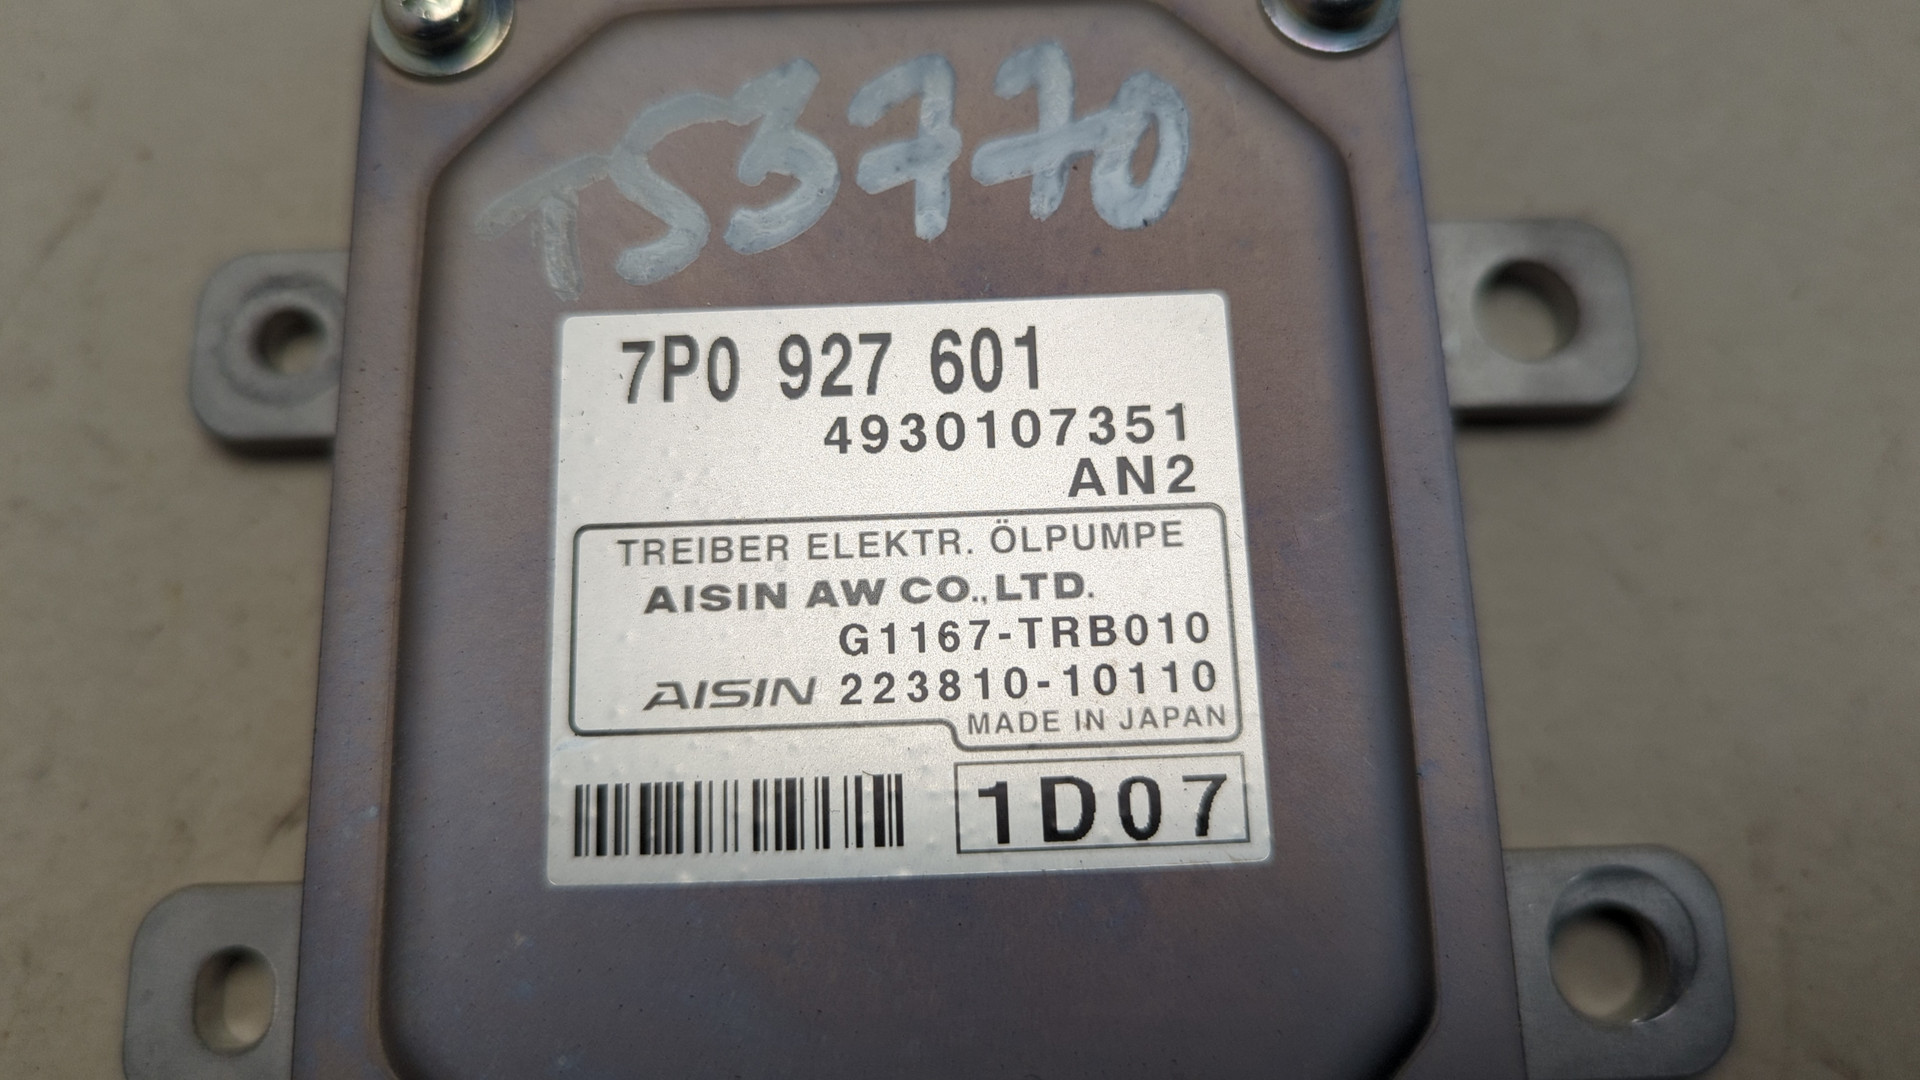 TS3770
7P0 927 601
4930107351
AN2
TREIBER ELEKTR. ÖLPUMPE
AISIN AW CO.,LTD.
G1167-TRB010
AISIN 223810-10110
MADE IN JAPAN
1D07